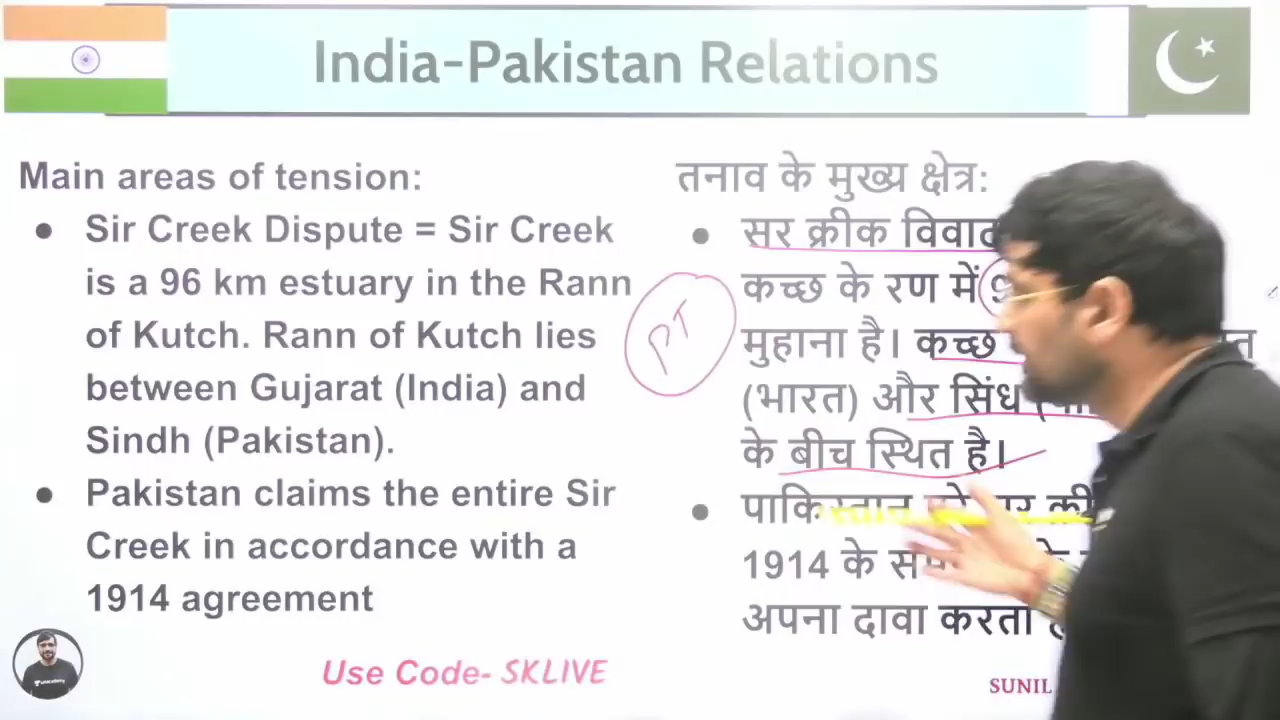 India-Pakistan Relations
Main areas of tension:
● Sir Creek Dispute = Sir Creek
is a 96 km estuary in the Rann
of Kutch. Rann of Kutch lies
between Gujarat (India) and
Sindh (Pakistan).
● Pakistan claims the entire Sir
Creek in accordance with a
1914 agreement
PT
तनाव के मुख्य क्षेत्र:
● सर क्रीक विवाद
कच्छ के रण में 9
मुहाना है। कच्छ
(भारत) और सिंध
के बीच स्थित है।
●
1914 के
अपना दावा करता
Use Code- SKLIVE
SUNIL